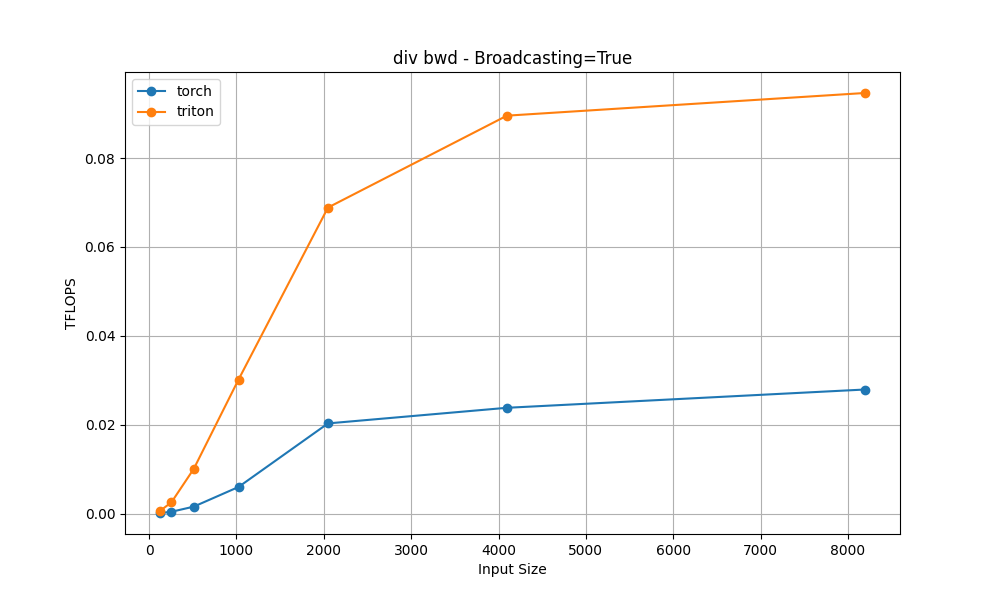 div bwd - Broadcasting=True
torch
triton
TFLOPS
0.08
0.06
0.04
0.02
0.00
0 1000 2000 3000 4000 5000 6000 7000 8000
Input Size